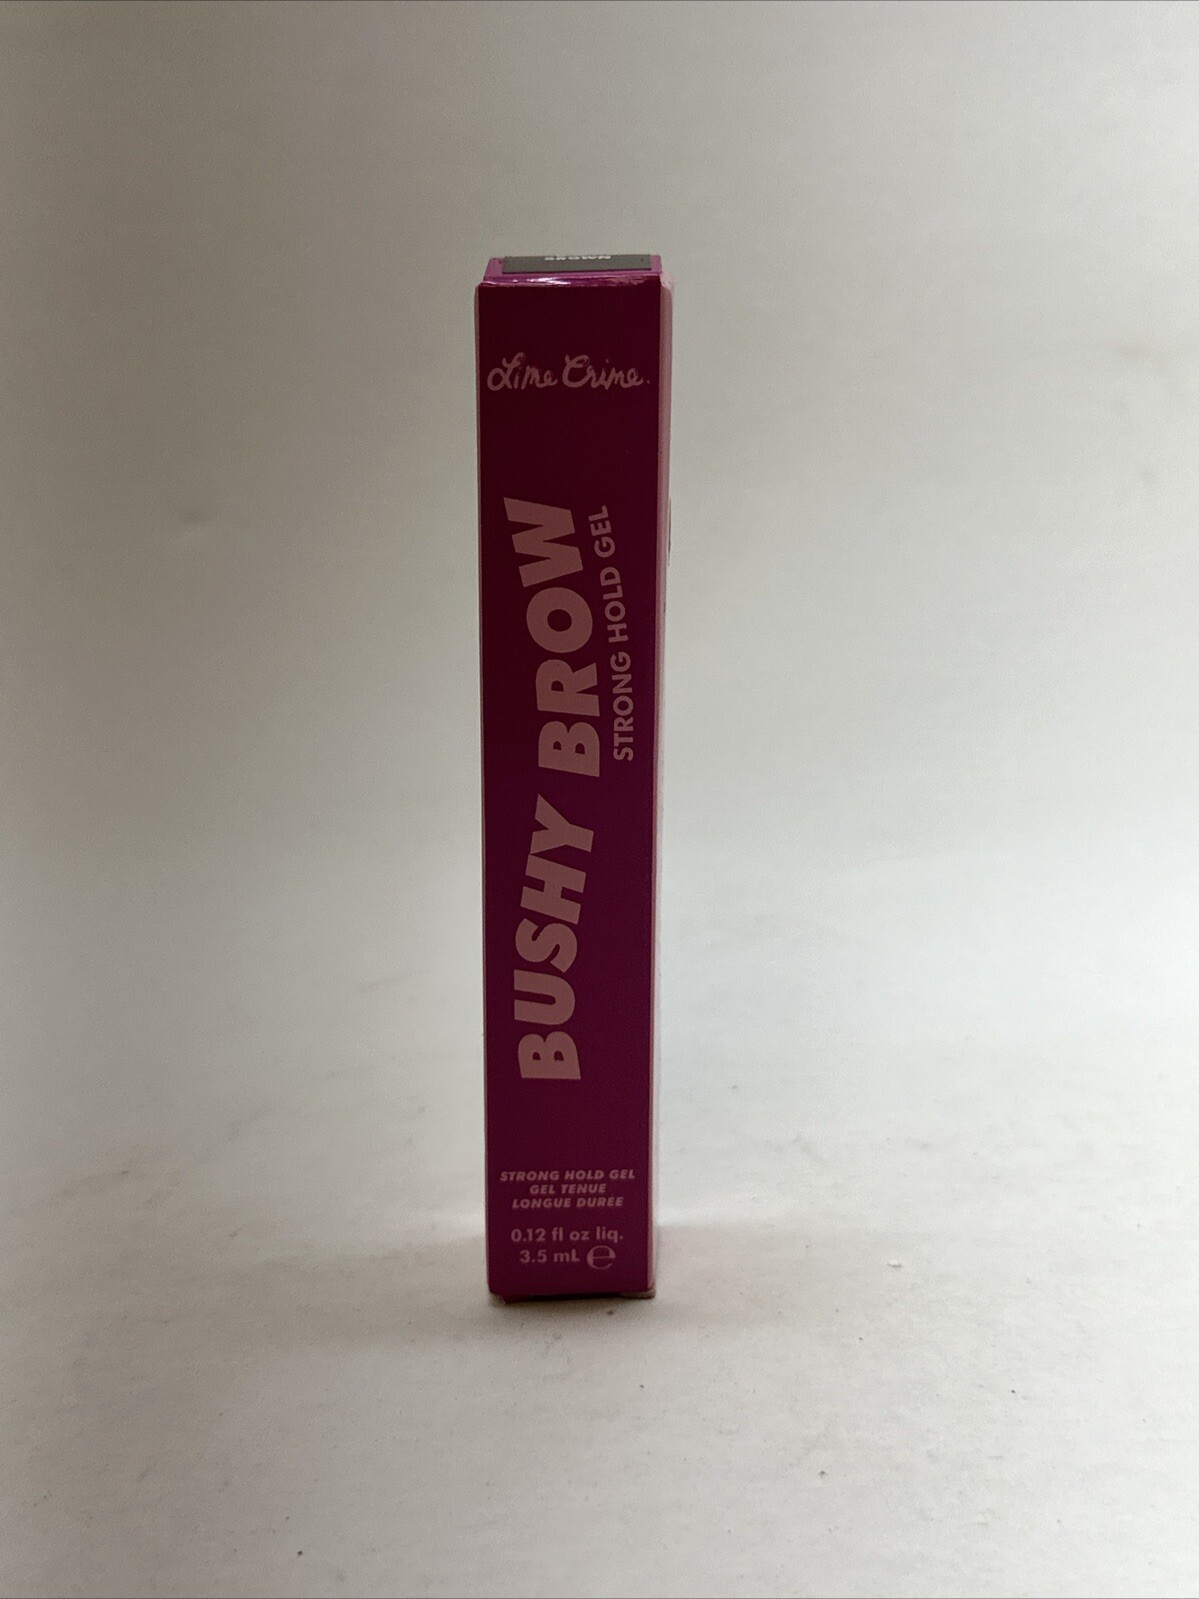 BROWN
Lime Crime.
BUSHY BROW
STRONG HOLD GEL
STRONG HOLD GEL
GEL TENUE
LONGUE DUREE
0.12 fl oz liq.
3.5 mL ℮